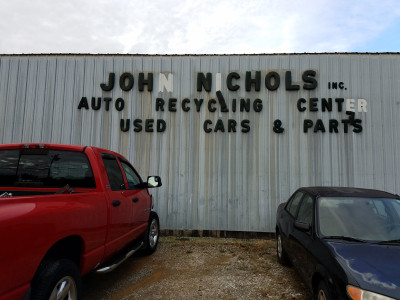 JOHN NICHOLS INC.
AUTO RECYCLING CENTER
USED CARS & PARTS